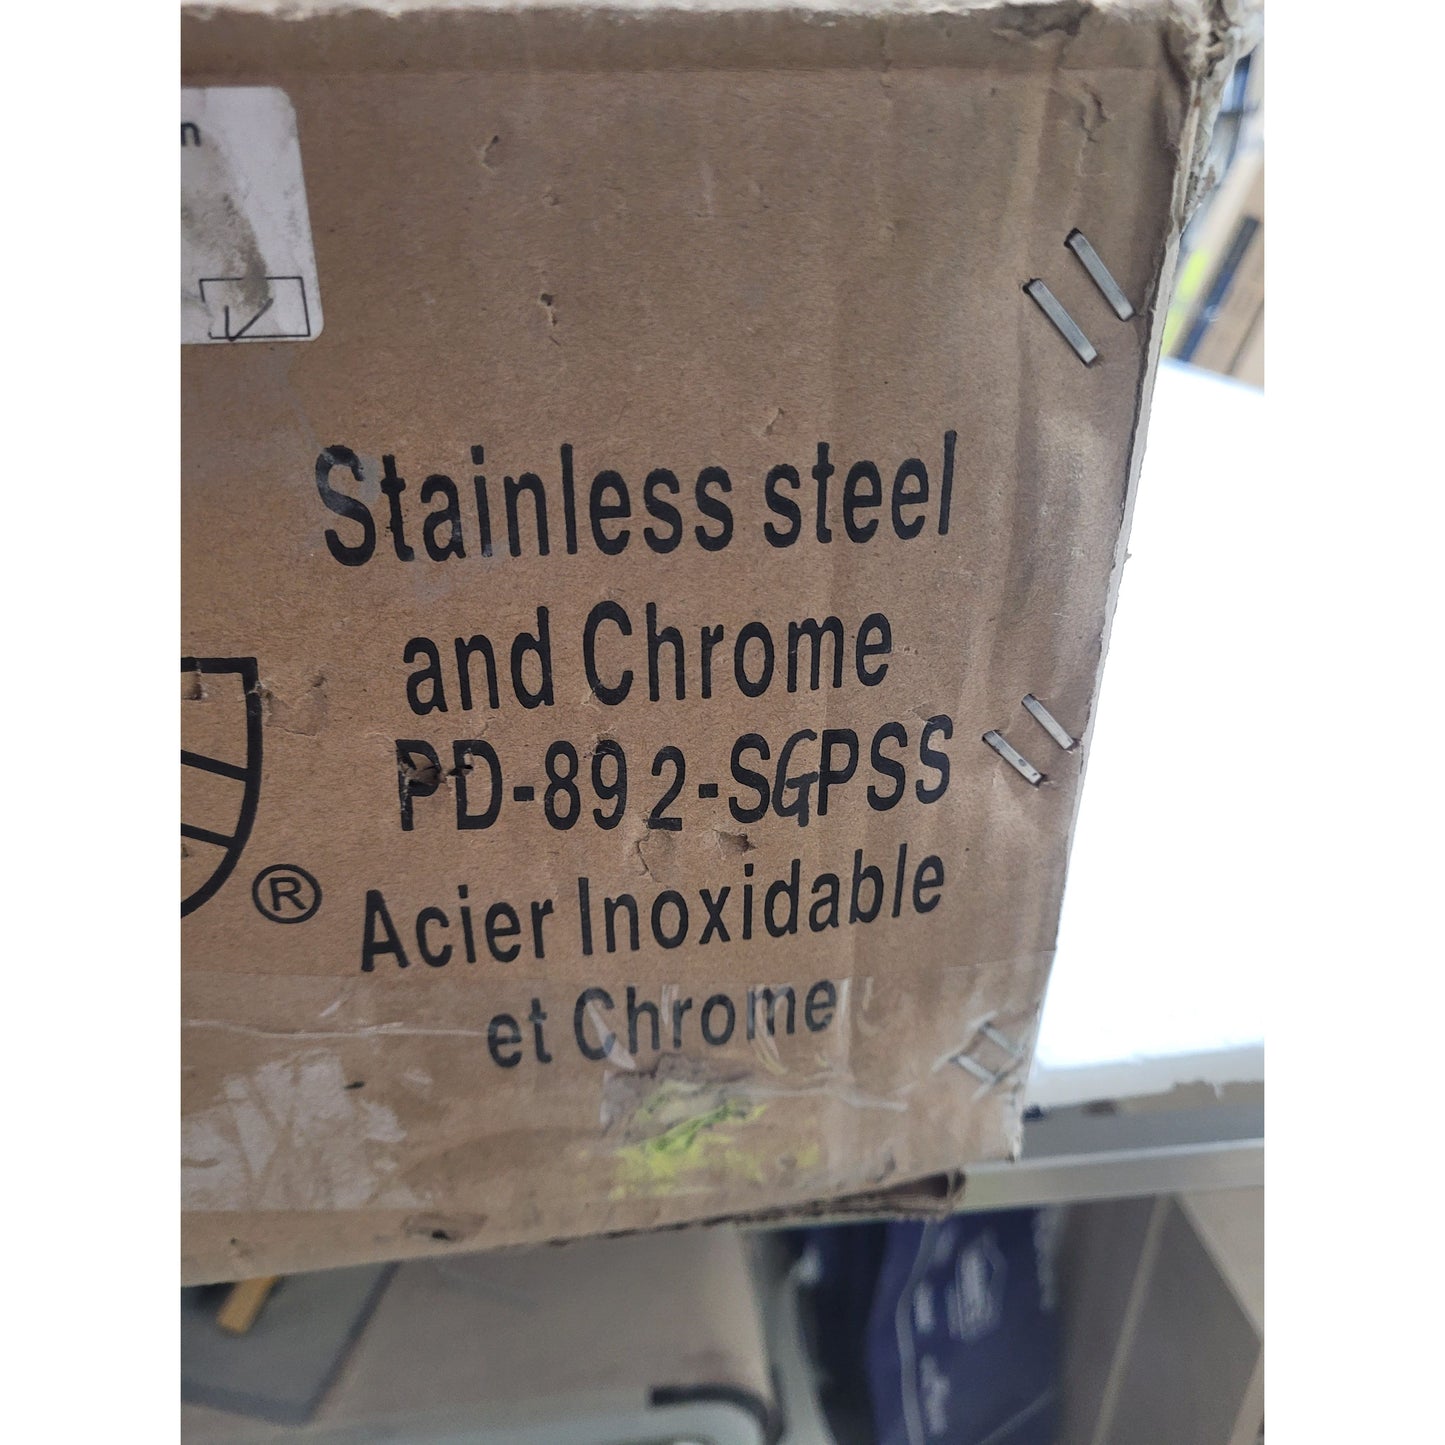 n
Stainless steel
and Chrome
PD-892-SGPSS
®
Acier Inoxidable
et Chrome